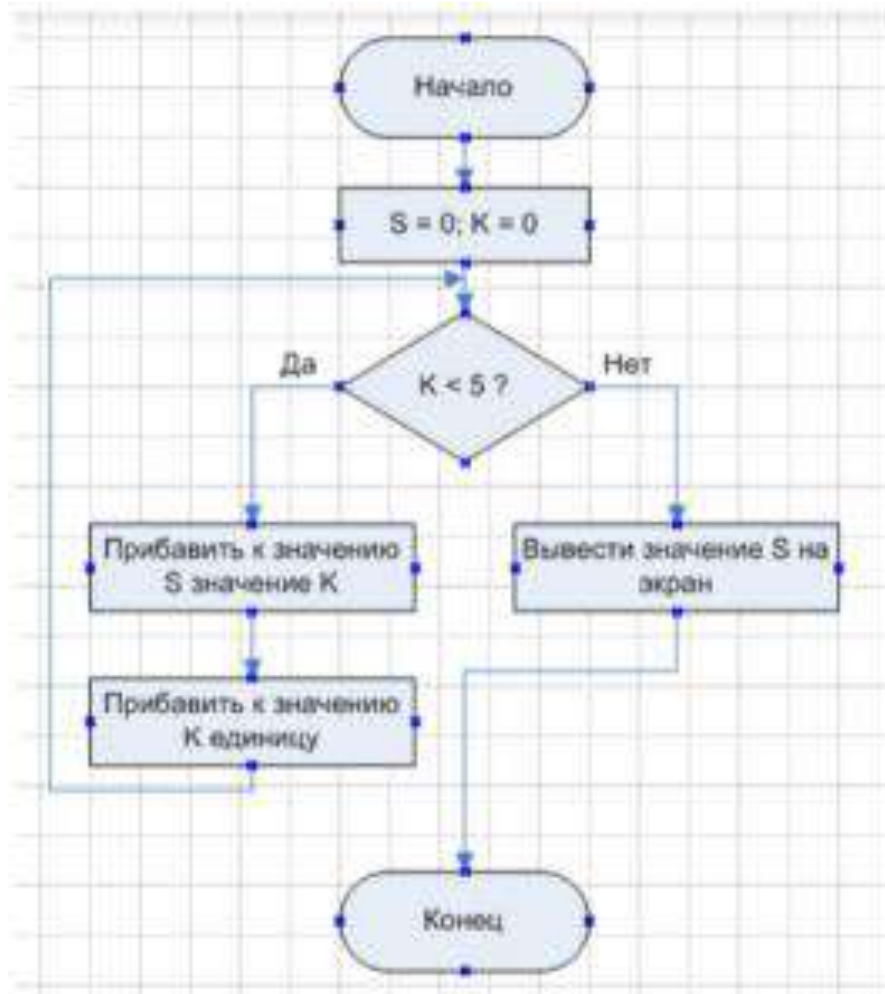 Начало
S = 0; K = 0
K < 5 ?
Да
Нет
Прибавить к значению
S значение K
Вывести значение S на
экран
Прибавить к значению
K единицу
Конец